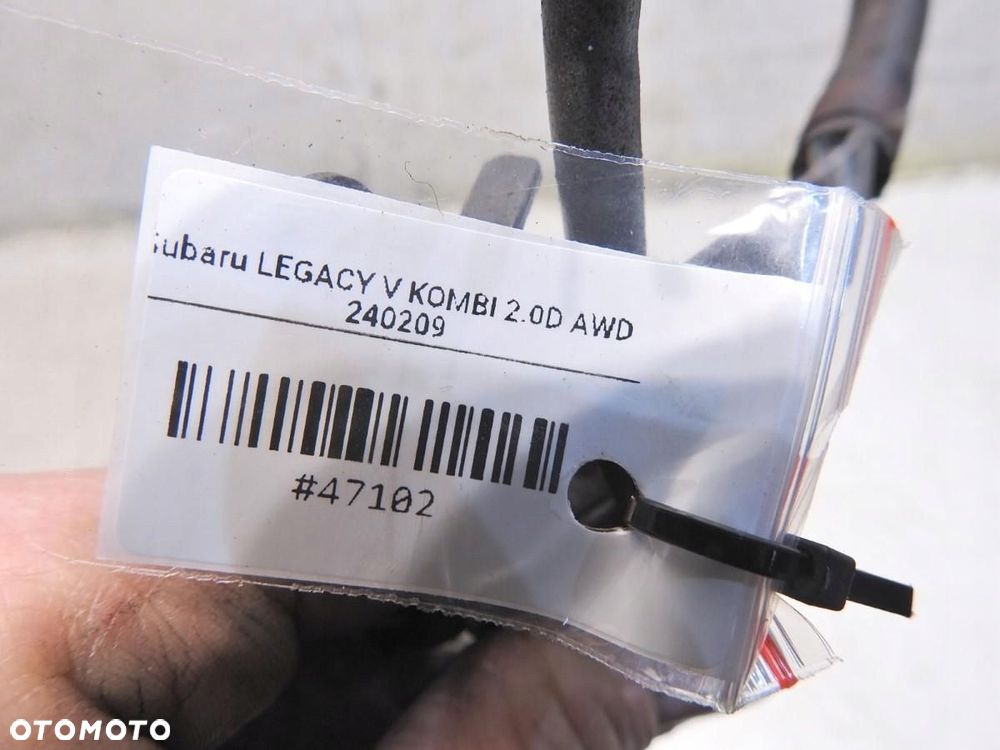 Subaru LEGACY V KOMBI 2.0D AWD
240209
#47102
OTOMOTO